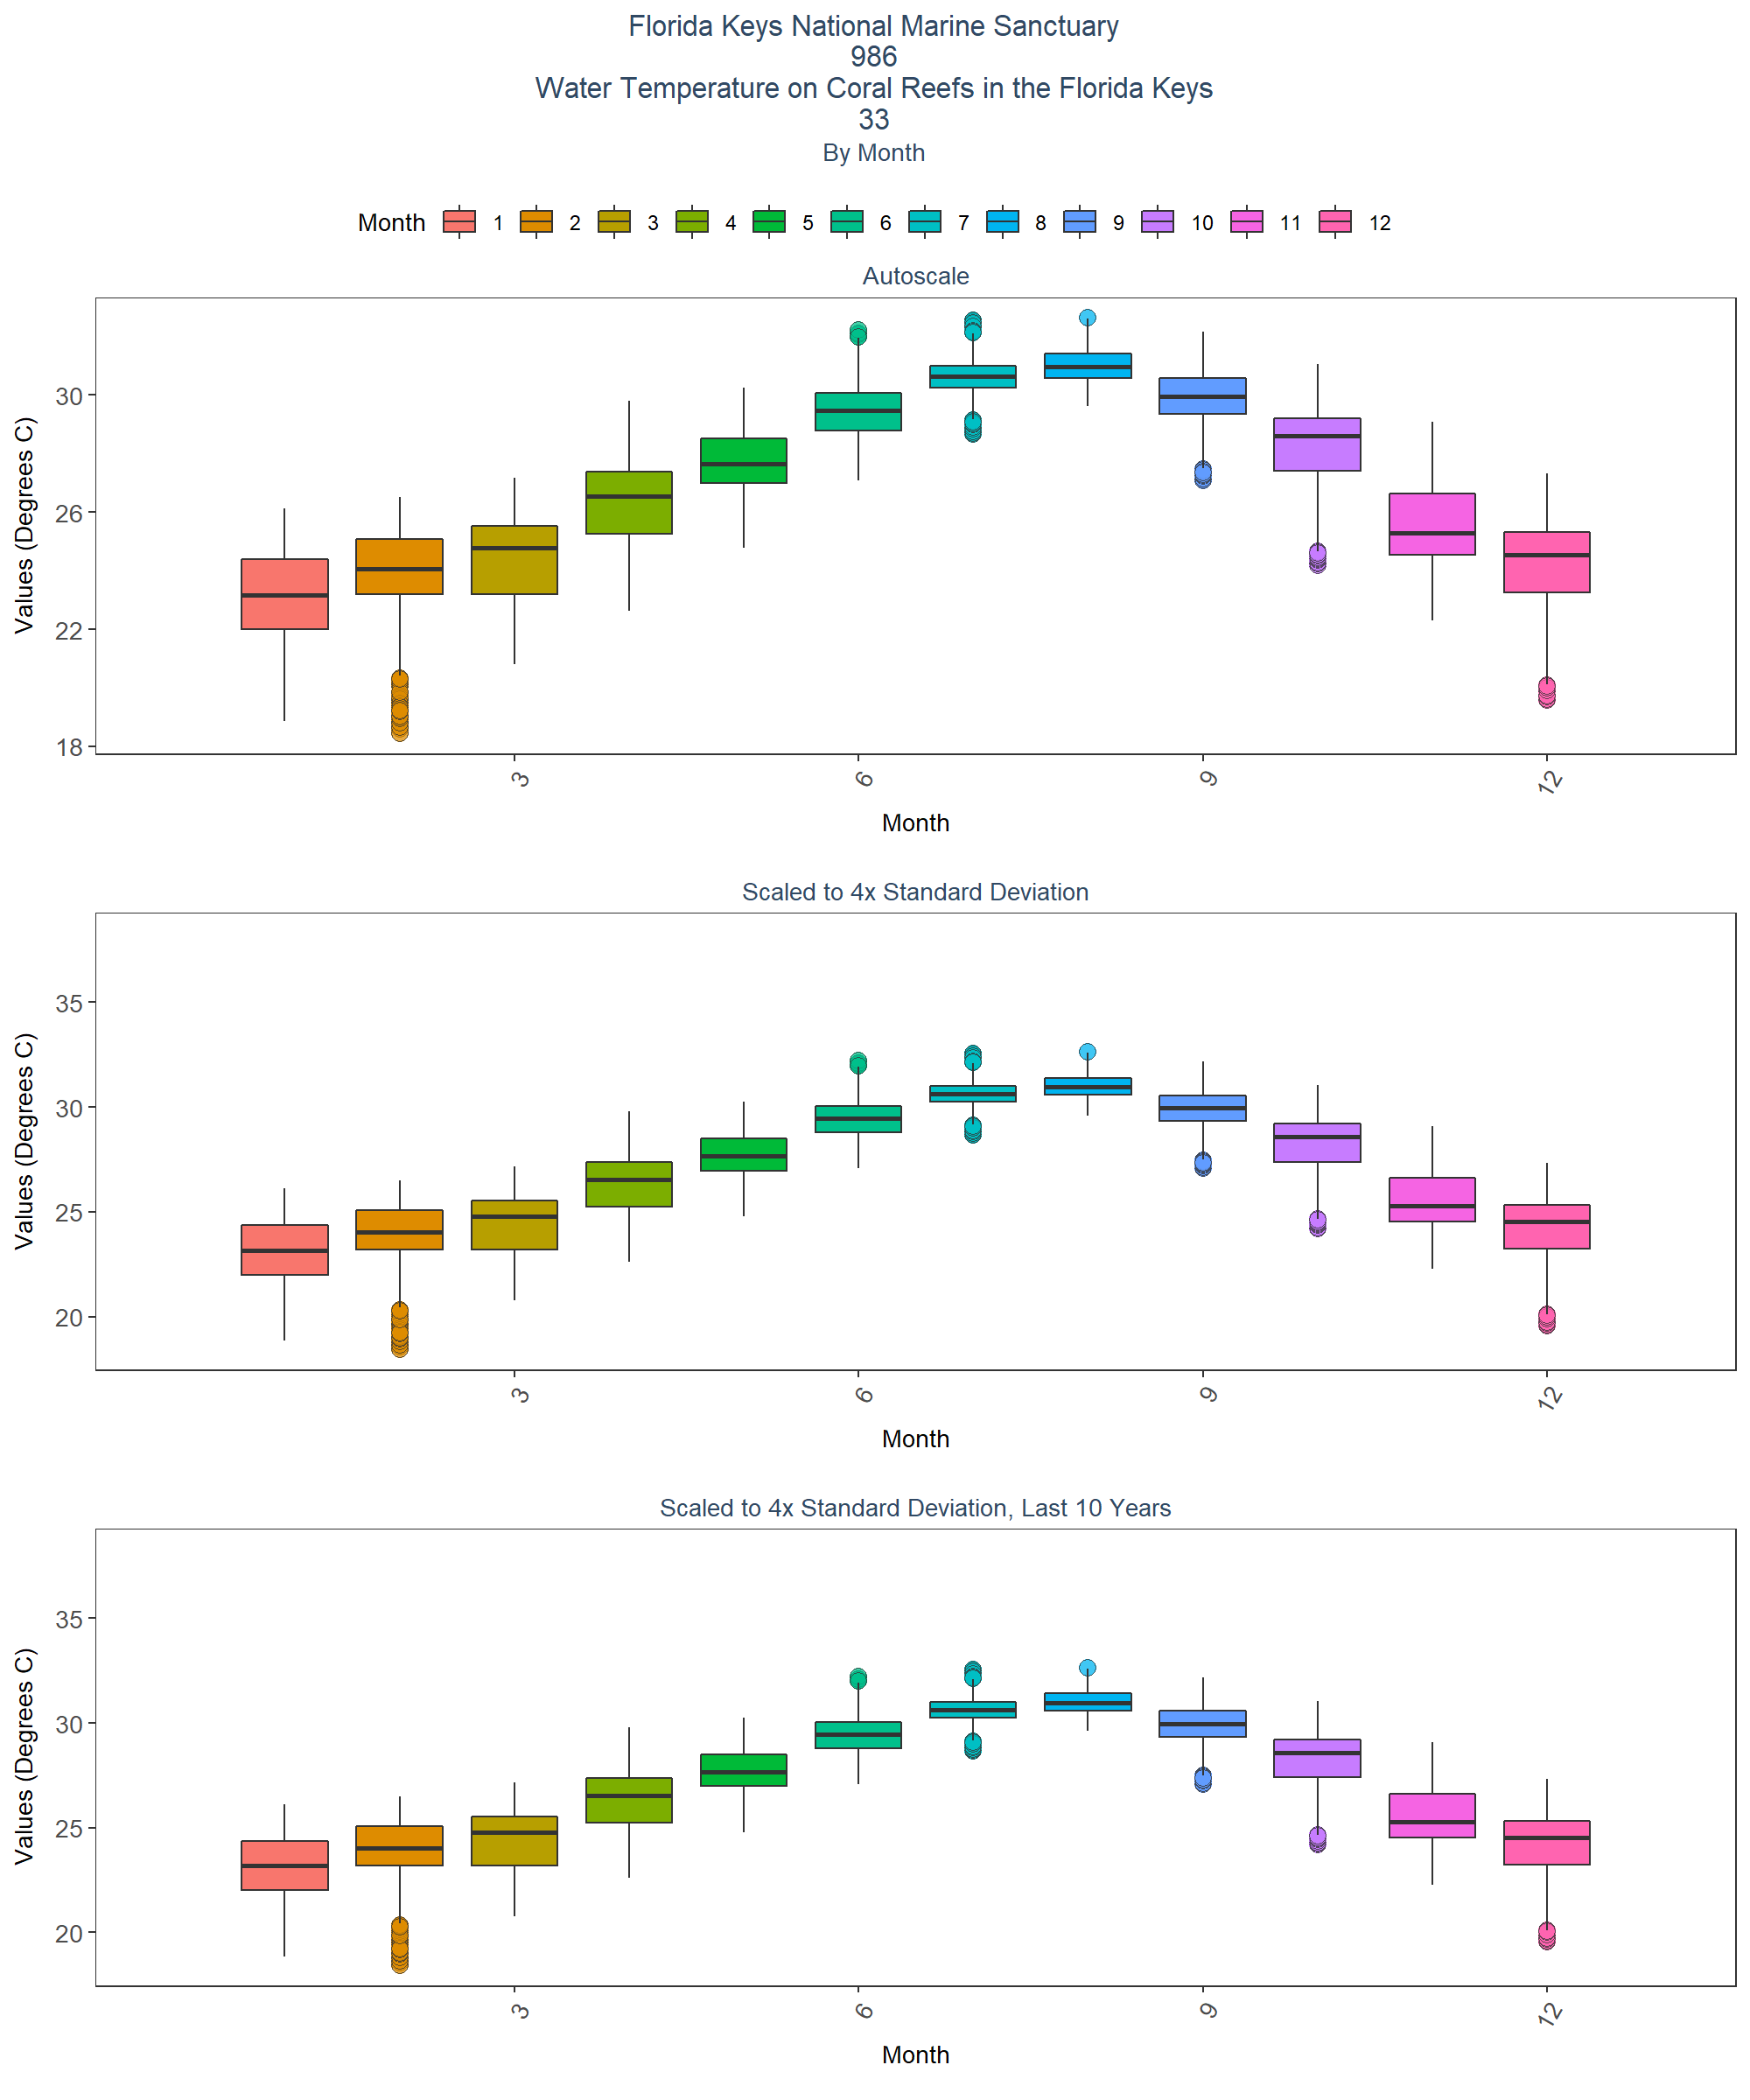 Florida Keys National Marine Sanctuary
986
Water Temperature on Coral Reefs in the Florida Keys
33
By Month
Month 1 2 3 4 5 6 7 8 9 10 11 12
Autoscale
Values (Degrees C)
30
26
22
18
3 6 9 12
Month
Scaled to 4x Standard Deviation
Values (Degrees C)
35
30
25
20
3 6 9 12
Month
Scaled to 4x Standard Deviation, Last 10 Years
Values (Degrees C)
35
30
25
20
3 6 9 12
Month